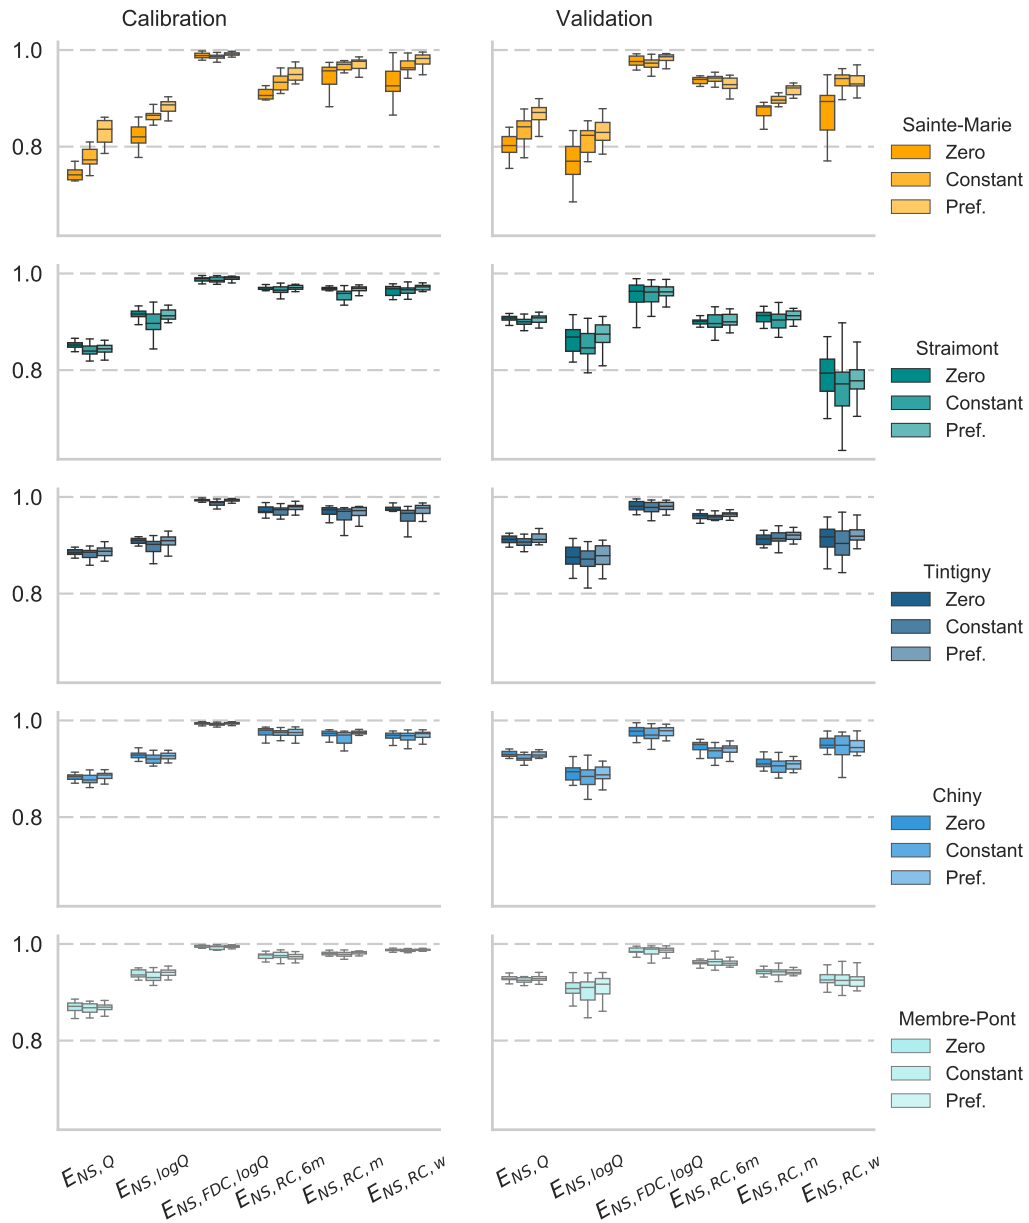 Calibration
Validation
1.0
0.8
Sainte-Marie
Zero
Constant
Pref.
1.0
0.8
Straimont
Zero
Constant
Pref.
1.0
0.8
Tintigny
Zero
Constant
Pref.
1.0
0.8
Chiny
Zero
Constant
Pref.
1.0
0.8
Membre-Pont
Zero
Constant
Pref.
E_{NS,Q}
E_{NS,logQ}
E_{NS,FDC,logQ}
E_{NS,RC,6m}
E_{NS,RC,m}
E_{NS,RC,w}
E_{NS,Q}
E_{NS,logQ}
E_{NS,FDC,logQ}
E_{NS,RC,6m}
E_{NS,RC,m}
E_{NS,RC,w}